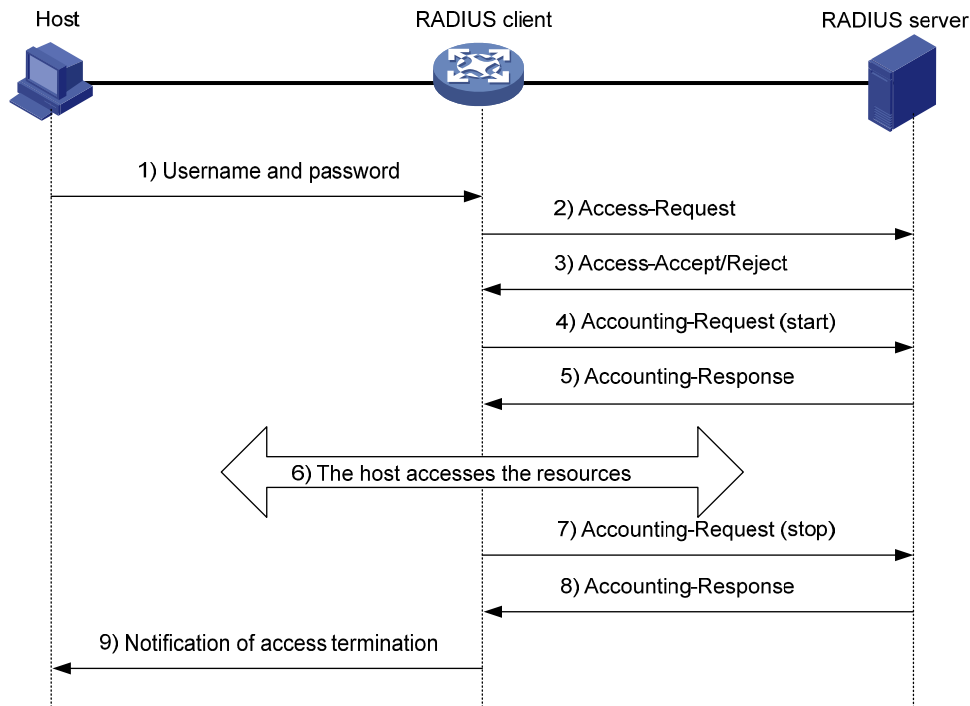 Host
RADIUS client
RADIUS server
1) Username and password
2) Access-Request
3) Access-Accept/Reject
4) Accounting-Request (start)
5) Accounting-Response
6) The host accesses the resources
7) Accounting-Request (stop)
8) Accounting-Response
9) Notification of access termination